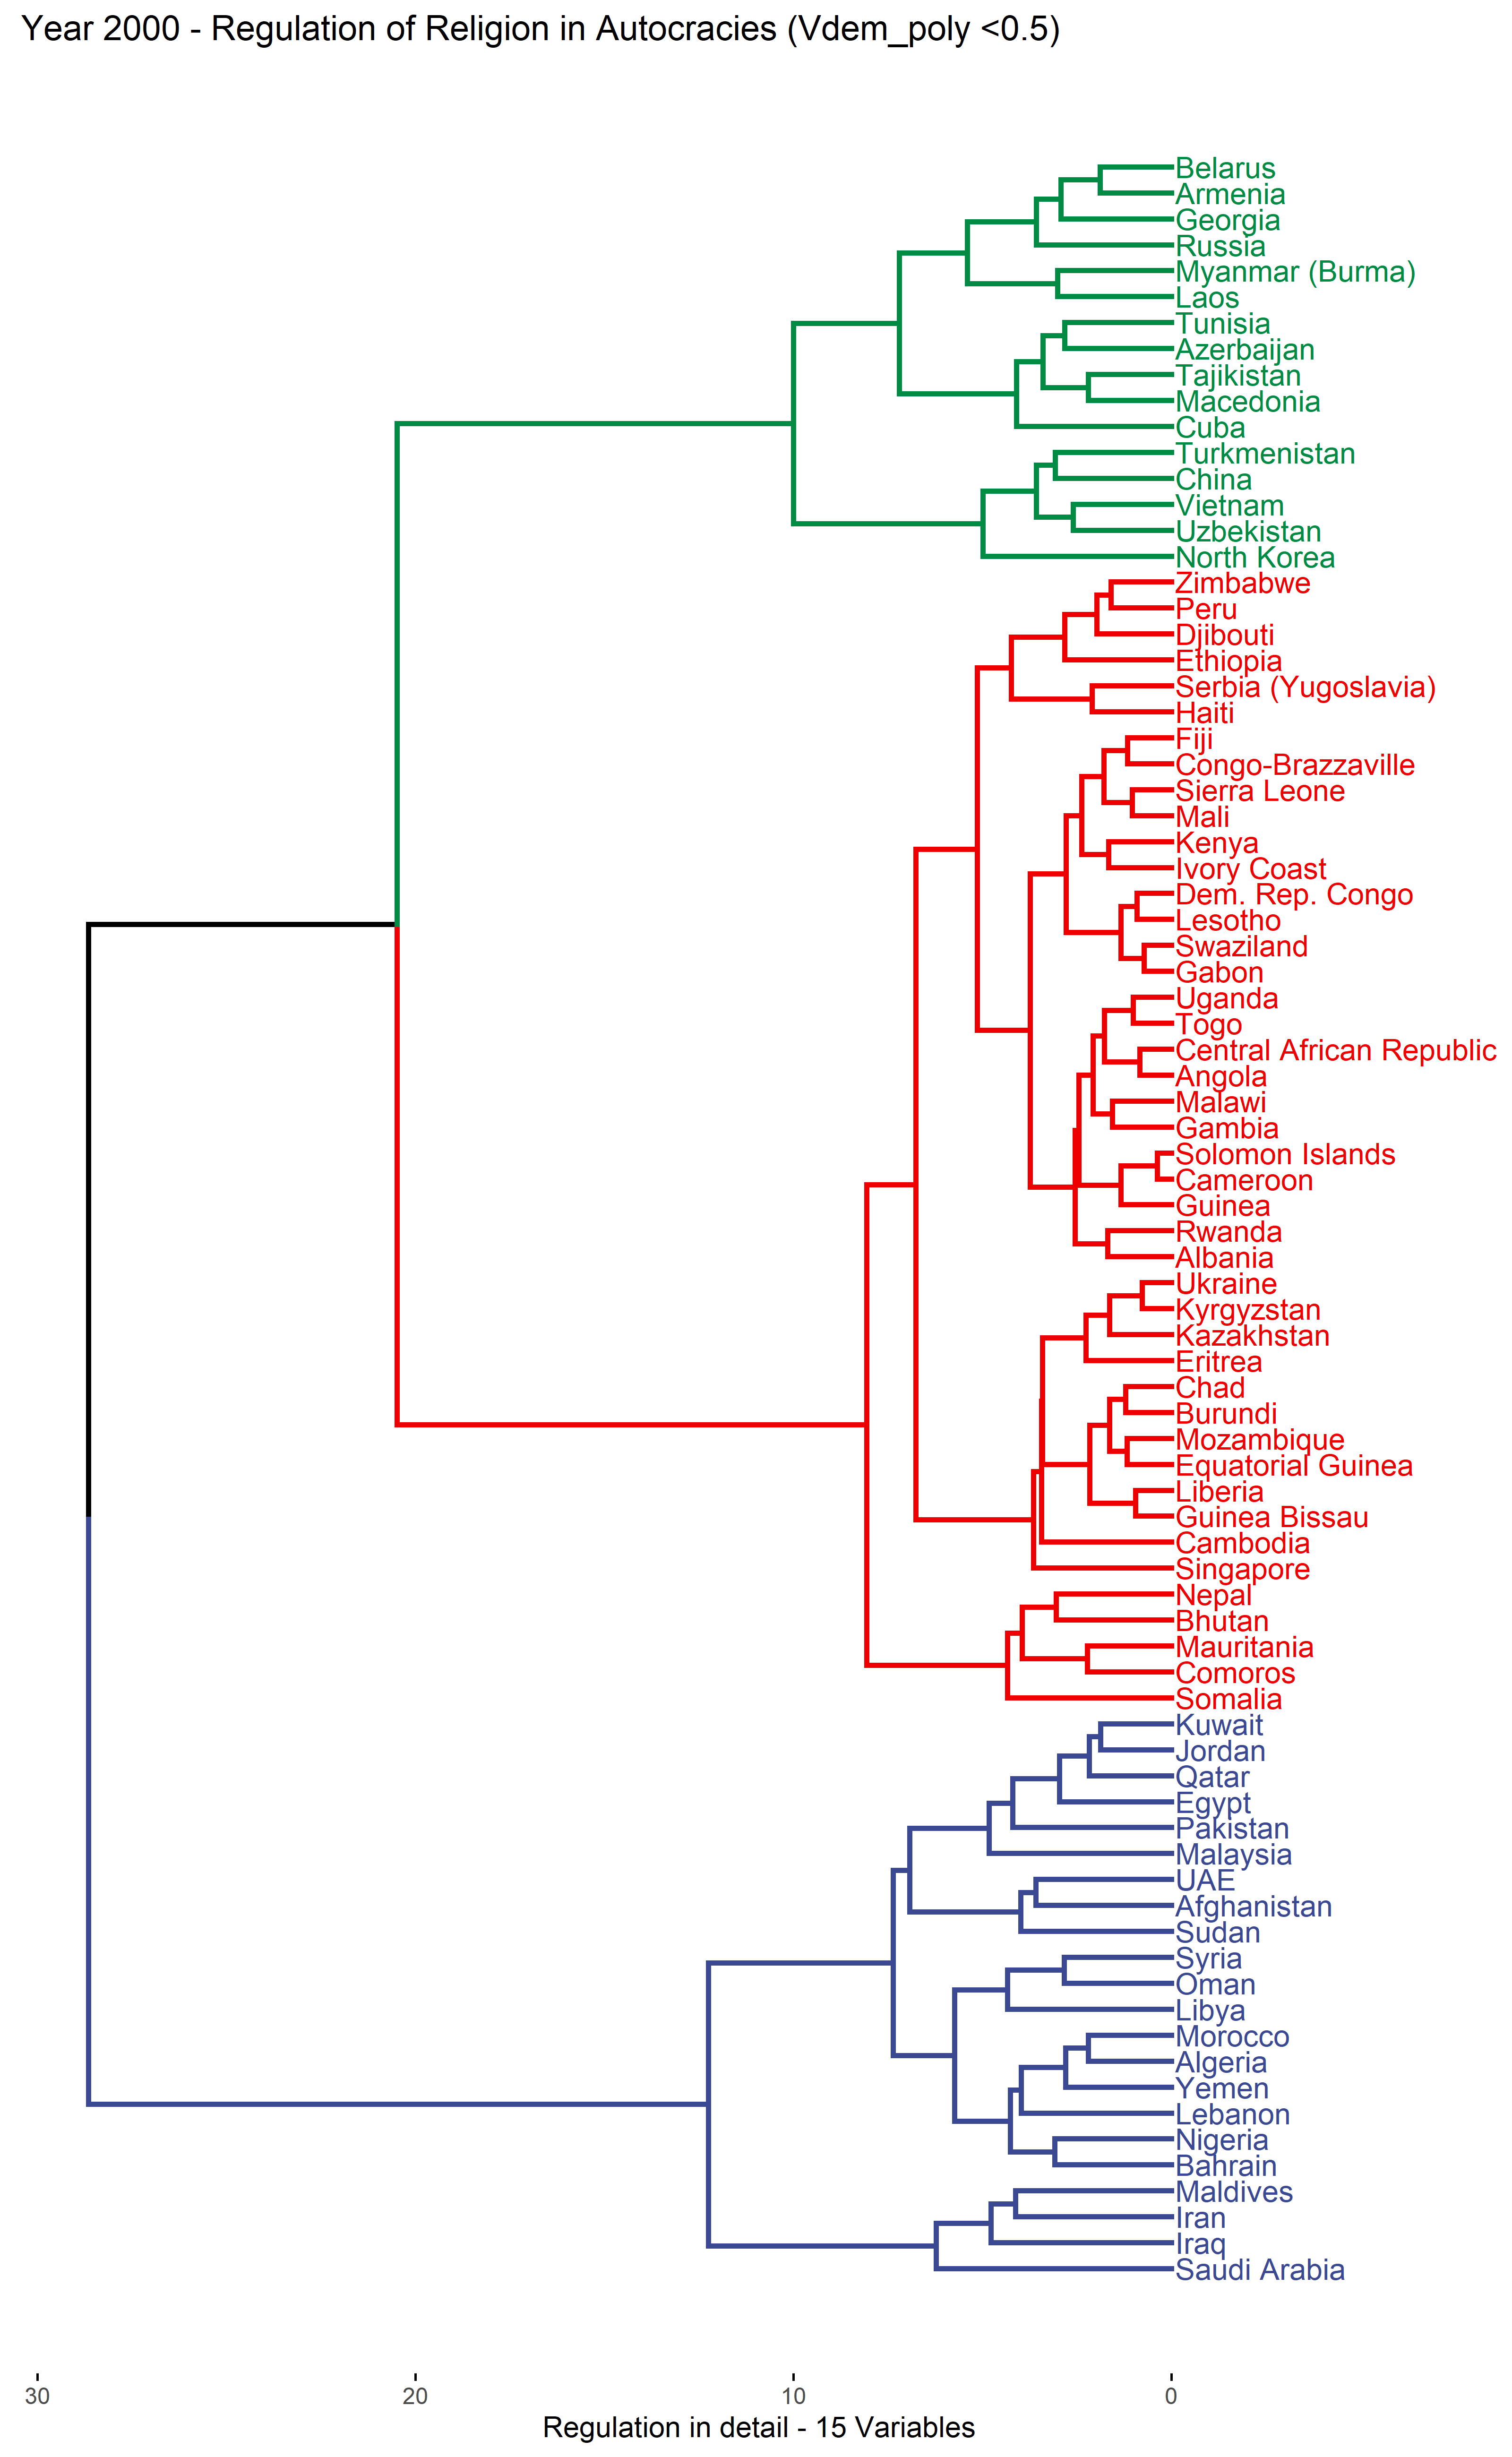 Year 2000 - Regulation of Religion in Autocracies (Vdem_poly <0.5)
Belarus
Armenia
Georgia
Russia
Myanmar (Burma)
Laos
Tunisia
Azerbaijan
Tajikistan
Macedonia
Cuba
Turkmenistan
China
Vietnam
Uzbekistan
North Korea
Zimbabwe
Peru
Djibouti
Ethiopia
Serbia (Yugoslavia)
Haiti
Fiji
Congo-Brazzaville
Sierra Leone
Mali
Kenya
Ivory Coast
Dem. Rep. Congo
Lesotho
Swaziland
Gabon
Uganda
Togo
Central African Republic
Angola
Malawi
Gambia
Solomon Islands
Cameroon
Guinea
Rwanda
Albania
Ukraine
Kyrgyzstan
Kazakhstan
Eritrea
Chad
Burundi
Mozambique
Equatorial Guinea
Liberia
Guinea Bissau
Cambodia
Singapore
Nepal
Bhutan
Mauritania
Comoros
Somalia
Kuwait
Jordan
Qatar
Egypt
Pakistan
Malaysia
UAE
Afghanistan
Sudan
Syria
Oman
Libya
Morocco
Algeria
Yemen
Lebanon
Nigeria
Bahrain
Maldives
Iran
Iraq
Saudi Arabia
30 20 10 0
Regulation in detail - 15 Variables